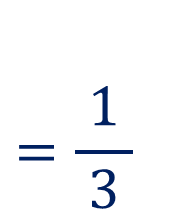 = 1/3